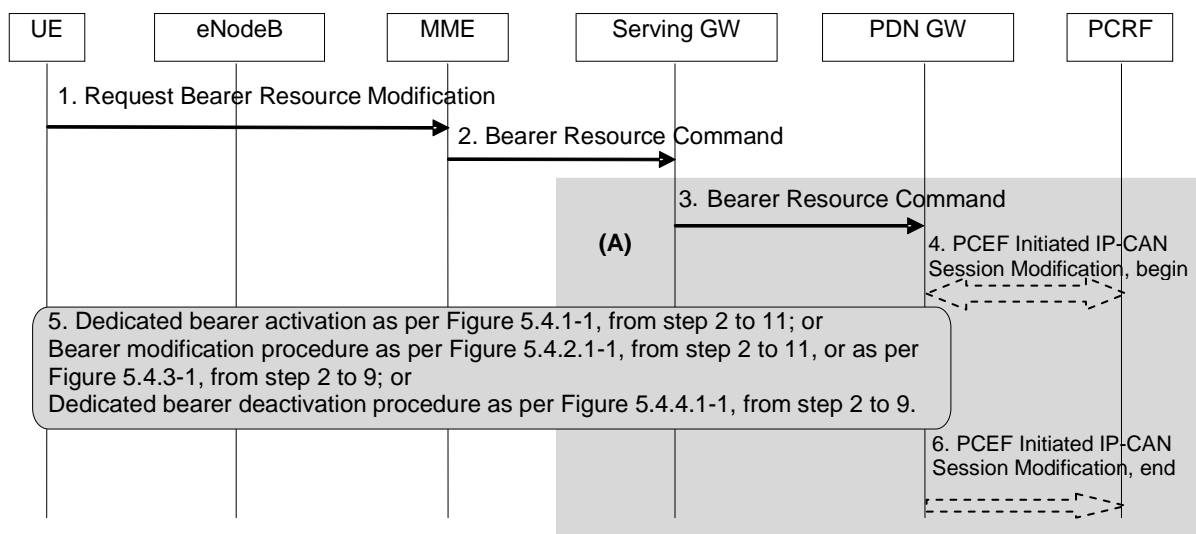 UE
eNodeB
MME
Serving GW
PDN GW
PCRF
1. Request Bearer Resource Modification
2. Bearer Resource Command
3. Bearer Resource Command
(A)
4. PCEF Initiated IP-CAN
Session Modification, begin
5. Dedicated bearer activation as per Figure 5.4.1-1, from step 2 to 11; or
Bearer modification procedure as per Figure 5.4.2.1-1, from step 2 to 11, or as per
Figure 5.4.3-1, from step 2 to 9; or
Dedicated bearer deactivation procedure as per Figure 5.4.4.1-1, from step 2 to 9.
6. PCEF Initiated IP-CAN
Session Modification, end